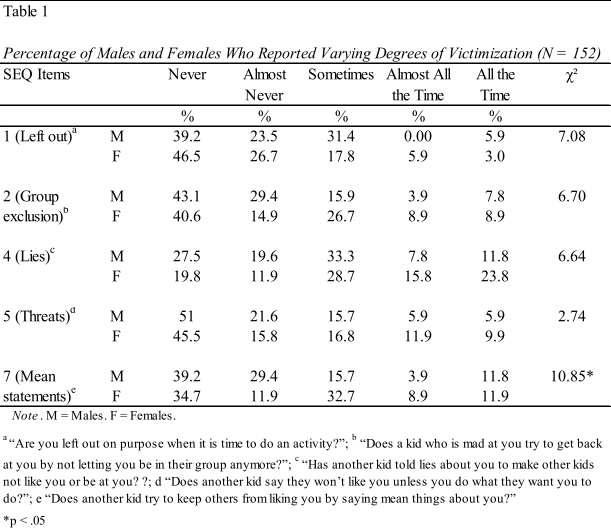 Table 1
Percentage of Males and Females Who Reported Varying Degrees of Victimization (N = 152)
SEQ Items Never Almost Never Sometimes Almost All the Time All the Time χ²
% % % % %
1 (Left out)ª M 39.2 23.5 31.4 0.00 5.9 7.08
F 46.5 26.7 17.8 5.9 3.0
2 (Group M 43.1 29.4 15.9 3.9 7.8 6.70
exclusion)ᵇ F 40.6 14.9 26.7 8.9 8.9
4 (Lies)ᶜ M 27.5 19.6 33.3 7.8 11.8 6.64
F 19.8 11.9 28.7 15.8 23.8
5 (Threats)ᵈ M 51 21.6 15.7 5.9 5.9 2.74
F 45.5 15.8 16.8 11.9 9.9
7 (Mean M 39.2 29.4 15.7 3.9 11.8 10.85*
statements)ᵉ F 34.7 11.9 32.7 8.9 11.9
Note . M = Males. F = Females.
ª “Are you left out on purpose when it is time to do an activity?”; ᵇ “Does a kid who is mad at you try to get back
at you by not letting you be in their group anymore?”; ᶜ “Has another kid told lies about you to make other kids
not like you or be at you? ?; d “Does another kid say they won’t like you unless you do what they want you to
do?”; e “Does another kid try to keep others from liking you by saying mean things about you?”
*p < .05